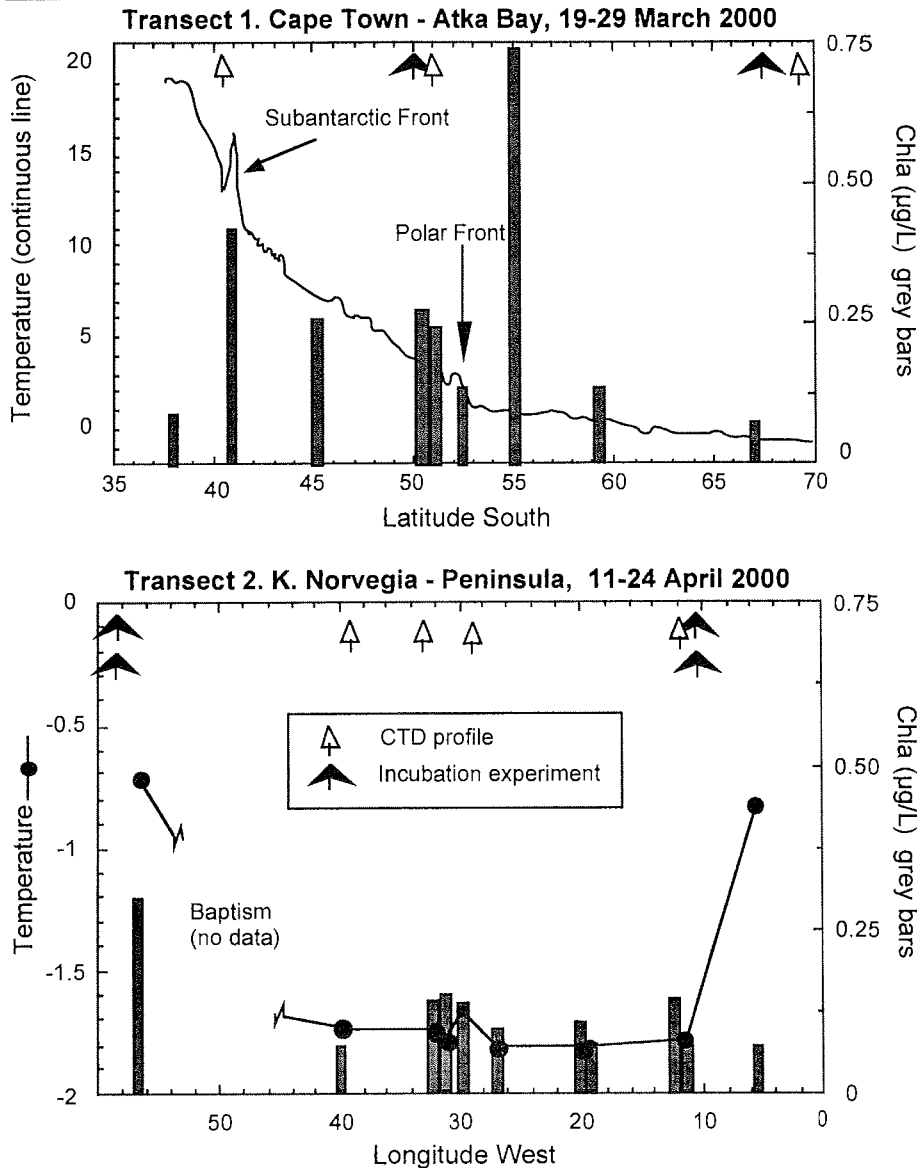 Transect 1. Cape Town - Atka Bay, 19-29 March 2000
Temperature (continuous line)
20
15
10
5
0
Subantarctic Front
Polar Front
0.75
0.50
0.25
0
Chla (µg/L) grey bars
35 40 45 50 55 60 65 70
Latitude South
Transect 2. K. Norvegia - Peninsula, 11-24 April 2000
Temperature
0
-0.5
-1
-1.5
-2
CTD profile
Incubation experiment
Baptism
(no data)
0.75
0.50
0.25
0
Chla (µg/L) grey bars
50 40 30 20 10 0
Longitude West